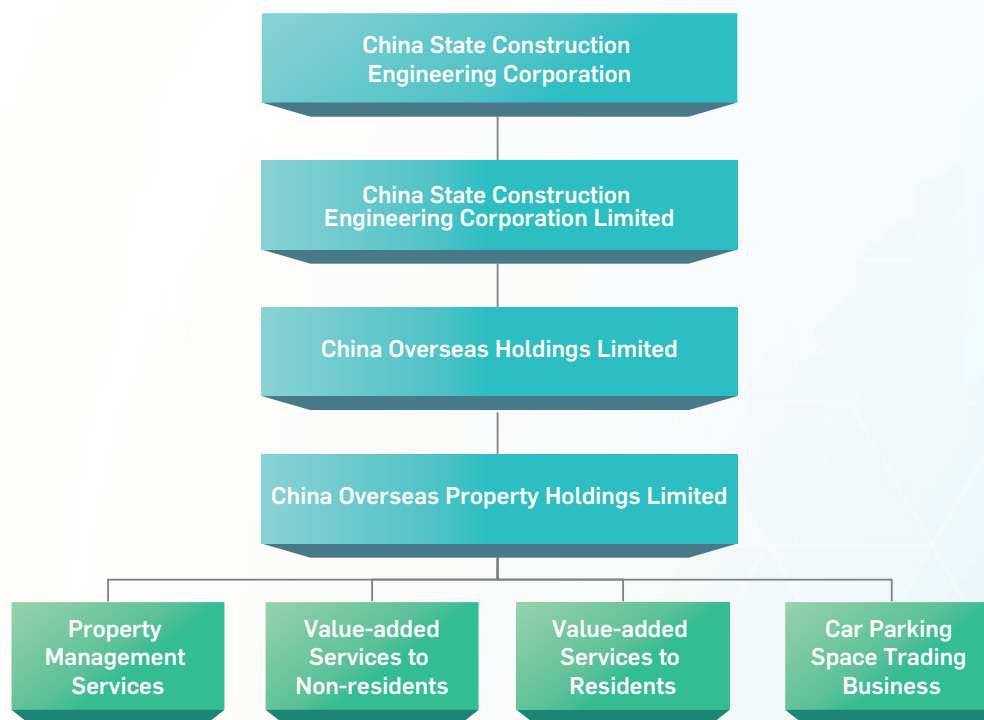 China State Construction
Engineering Corporation
China State Construction
Engineering Corporation Limited
China Overseas Holdings Limited
China Overseas Property Holdings Limited
Property
Management
Services
Value-added
Services to
Non-residents
Value-added
Services to
Residents
Car Parking
Space Trading
Business